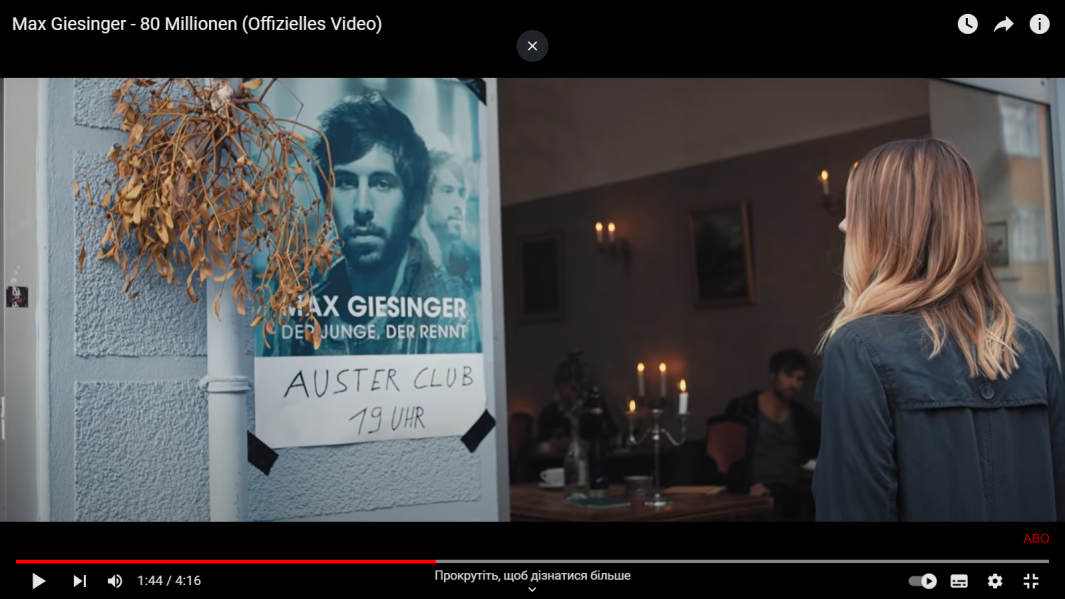 Max Giesinger - 80 Millionen (Offizielles Video)
MAX GIESINGER
DER JUNGE, DER RENNT
AUSTER CLUB
19 UHR
ABO
1:44 / 4:16
Прокрутіть, щоб дізнатися більше